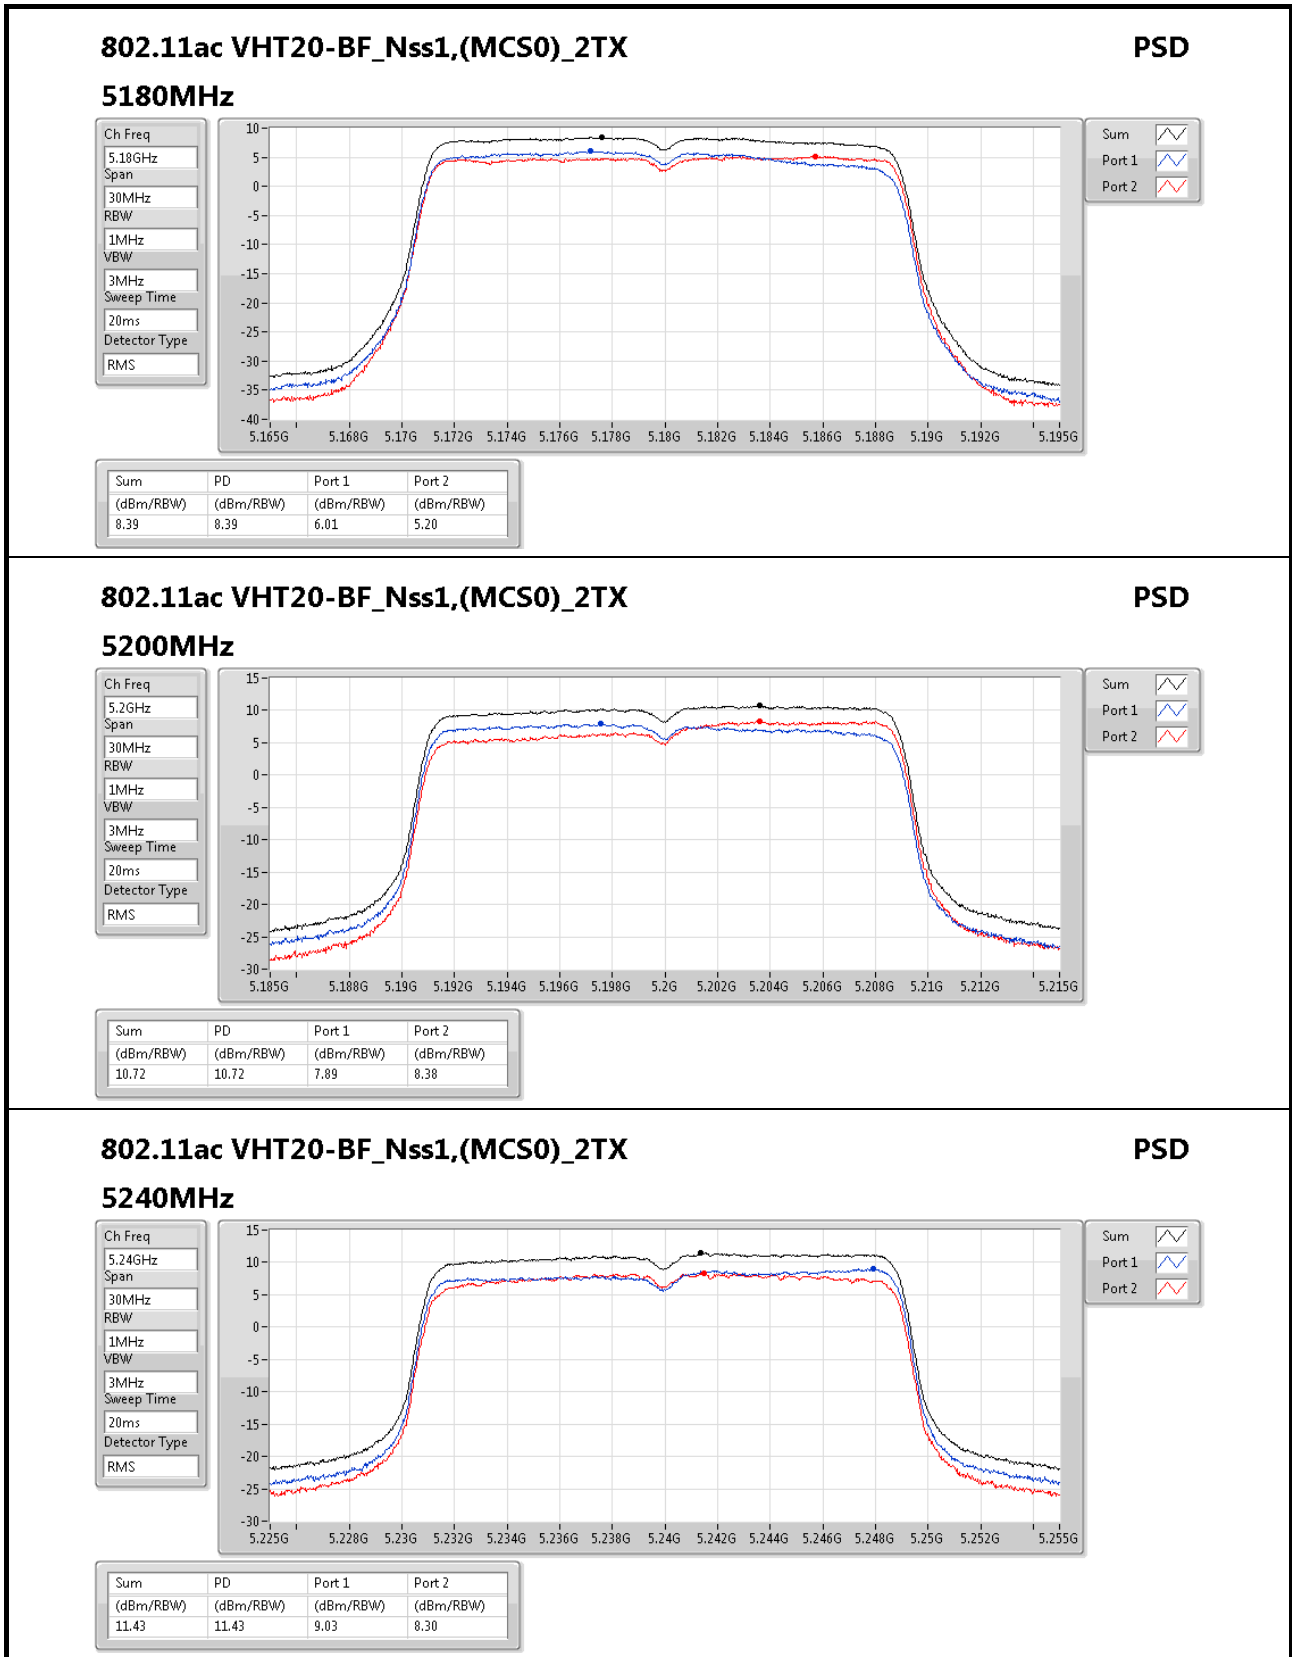 802.11ac VHT20-BF_Nss1,(MCS0)_2TX PSD
5180MHz
Ch Freq
5.18GHz
Span
30MHz
RBW
1MHz
VBW
3MHz
Sweep Time
20ms
Detector Type
RMS
10
5
0
-5
-10
-15
-20
-25
-30
-35
-40
5.165G 5.168G 5.17G 5.172G 5.174G 5.176G 5.178G 5.18G 5.182G 5.184G 5.186G 5.188G 5.19G 5.192G 5.195G
Sum
Port 1
Port 2
Sum PD Port 1 Port 2
(dBm/RBW) (dBm/RBW) (dBm/RBW) (dBm/RBW)
8.39 8.39 6.01 5.20
802.11ac VHT20-BF_Nss1,(MCS0)_2TX PSD
5200MHz
Ch Freq
5.2GHz
Span
30MHz
RBW
1MHz
VBW
3MHz
Sweep Time
20ms
Detector Type
RMS
15
10
5
0
-5
-10
-15
-20
-25
-30
5.185G 5.188G 5.19G 5.192G 5.194G 5.196G 5.198G 5.2G 5.202G 5.204G 5.206G 5.208G 5.21G 5.212G 5.215G
Sum
Port 1
Port 2
Sum PD Port 1 Port 2
(dBm/RBW) (dBm/RBW) (dBm/RBW) (dBm/RBW)
10.72 10.72 7.89 8.38
802.11ac VHT20-BF_Nss1,(MCS0)_2TX PSD
5240MHz
Ch Freq
5.24GHz
Span
30MHz
RBW
1MHz
VBW
3MHz
Sweep Time
20ms
Detector Type
RMS
15
10
5
0
-5
-10
-15
-20
-25
-30
5.225G 5.228G 5.23G 5.232G 5.234G 5.236G 5.238G 5.24G 5.242G 5.244G 5.246G 5.248G 5.25G 5.252G 5.255G
Sum
Port 1
Port 2
Sum PD Port 1 Port 2
(dBm/RBW) (dBm/RBW) (dBm/RBW) (dBm/RBW)
11.43 11.43 9.03 8.30